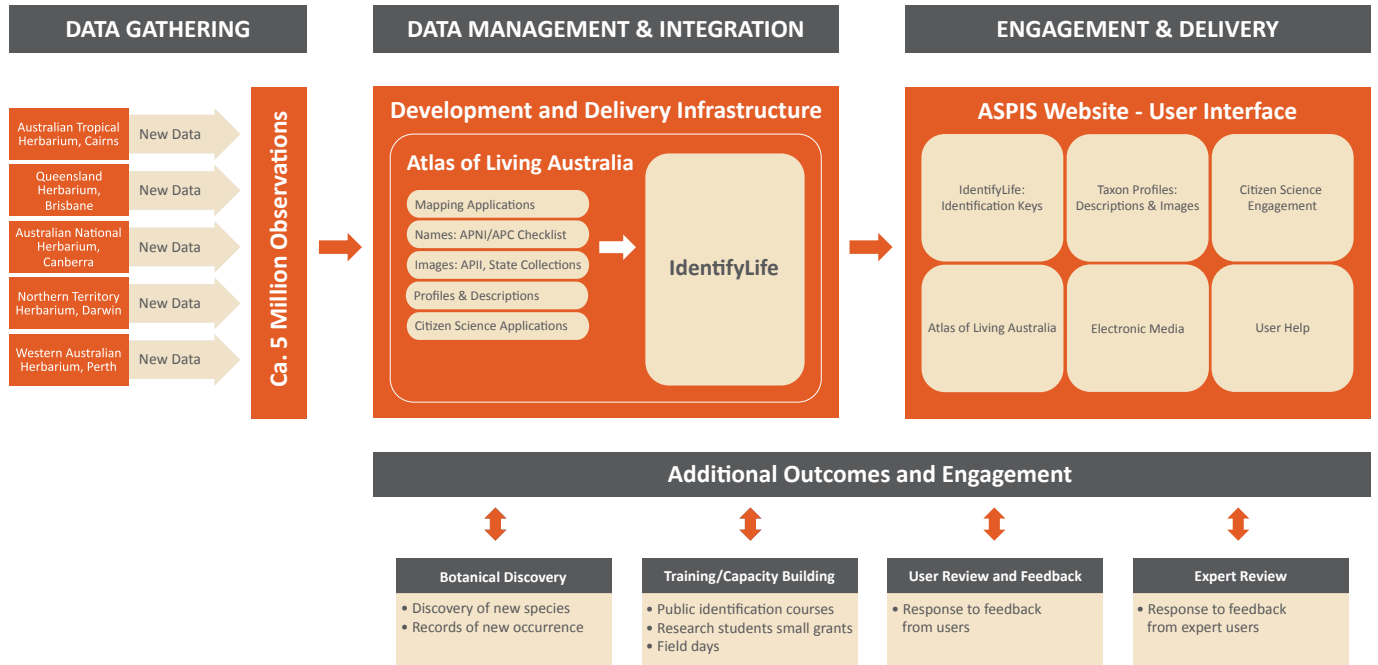 DATA GATHERING
DATA MANAGEMENT & INTEGRATION
ENGAGEMENT & DELIVERY
Australian Tropical
Herbarium, Cairns
New Data
Queensland
Herbarium,
Brisbane
New Data
Australian National
Herbarium,
Canberra
New Data
Northern Territory
Herbarium, Darwin
New Data
Western Australian
Herbarium, Perth
New Data
Ca. 5 Million Observations
Development and Delivery Infrastructure
Atlas of Living Australia
Mapping Applications
Names: APNI/APC Checklist
Images: APII, State Collections
Profiles & Descriptions
Citizen Science Applications
IdentifyLife
ASPIS Website - User Interface
IdentifyLife:
Identification Keys
Taxon Profiles:
Descriptions & Images
Citizen Science
Engagement
Atlas of Living Australia
Electronic Media
User Help
Additional Outcomes and Engagement
Botanical Discovery
• Discovery of new species
• Records of new occurrence
Training/Capacity Building
• Public identification courses
• Research students small grants
• Field days
User Review and Feedback
• Response to feedback
from users
Expert Review
• Response to feedback
from expert users